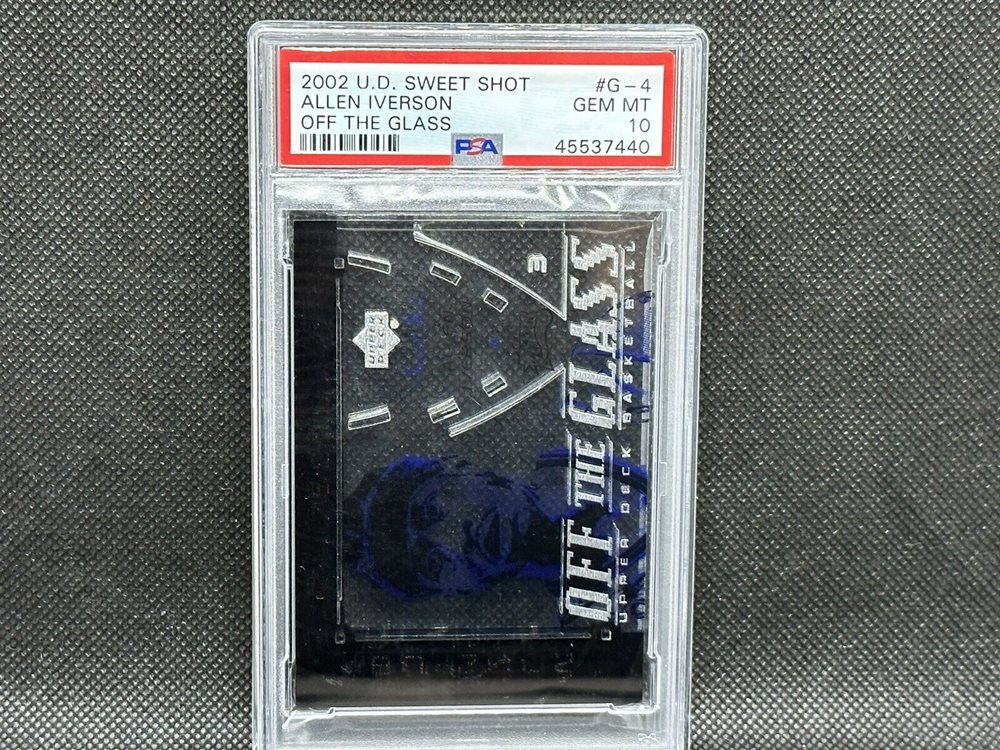 2002 U.D. SWEET SHOT #G-4
ALLEN IVERSON GEM MT
OFF THE GLASS 10
PSA 45537440
3
UPPER DECK
OFF THE GLASS
UPPER DECK BASKETBALL